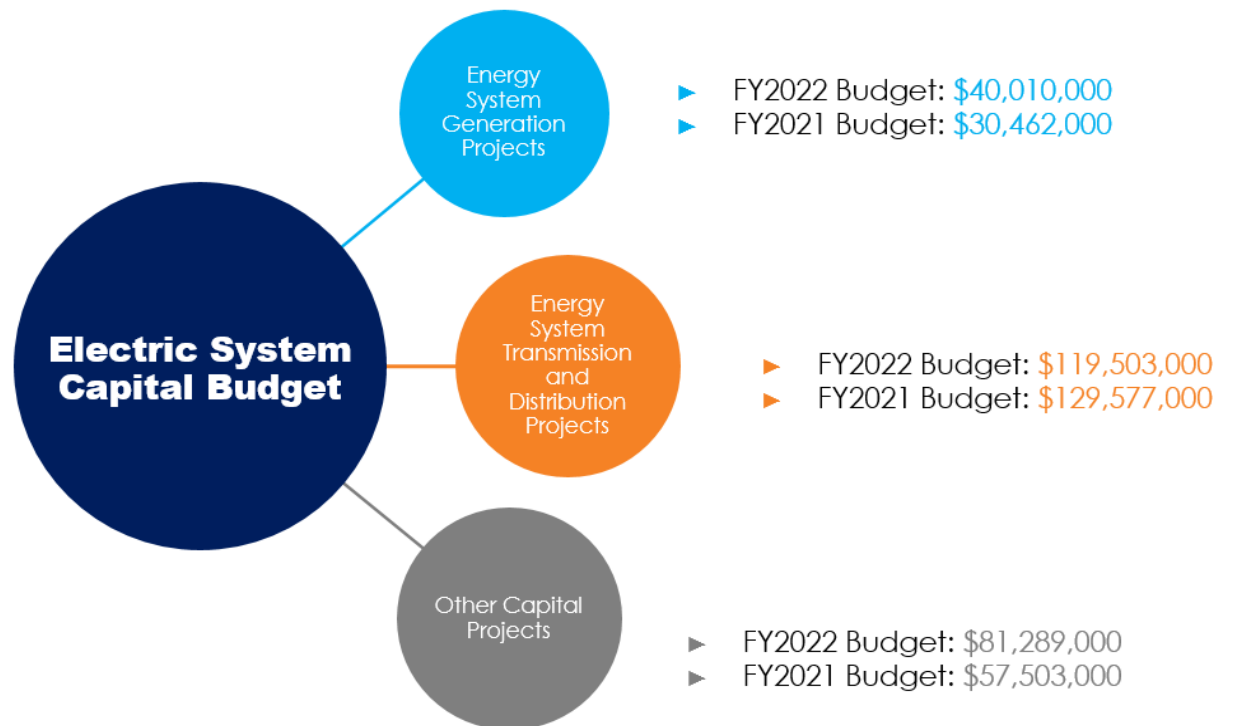 Electric System
Capital Budget
Energy
System
Generation
Projects
FY2022 Budget: $40,010,000
FY2021 Budget: $30,462,000
Energy
System
Transmission
and
Distribution
Projects
FY2022 Budget: $119,503,000
FY2021 Budget: $129,577,000
Other Capital
Projects
FY2022 Budget: $81,289,000
FY2021 Budget: $57,503,000